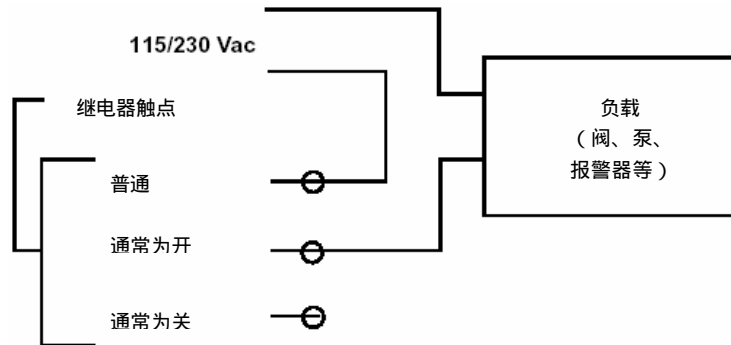 115/230 Vac
继电器触点
普通
通常为开
通常为关
负载
(阀、泵、
报警器等)